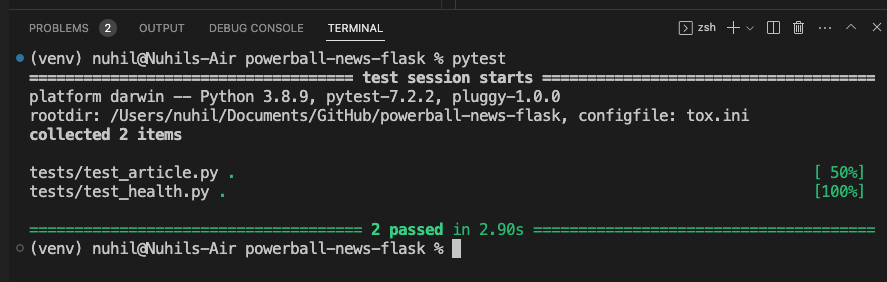 PROBLEMS 2 OUTPUT DEBUG CONSOLE TERMINAL zsh
(venv) nuhil@Nuhils-Air powerball-news-flask % pytest
==================================== test session starts =====================================
platform darwin -- Python 3.8.9, pytest-7.2.2, pluggy-1.0.0
rootdir: /Users/nuhil/Documents/GitHub/powerball-news-flask, configfile: tox.ini
collected 2 items
tests/test_article.py . [ 50%]
tests/test_health.py . [100%]
===================================== 2 passed in 2.90s ======================================
(venv) nuhil@Nuhils-Air powerball-news-flask %